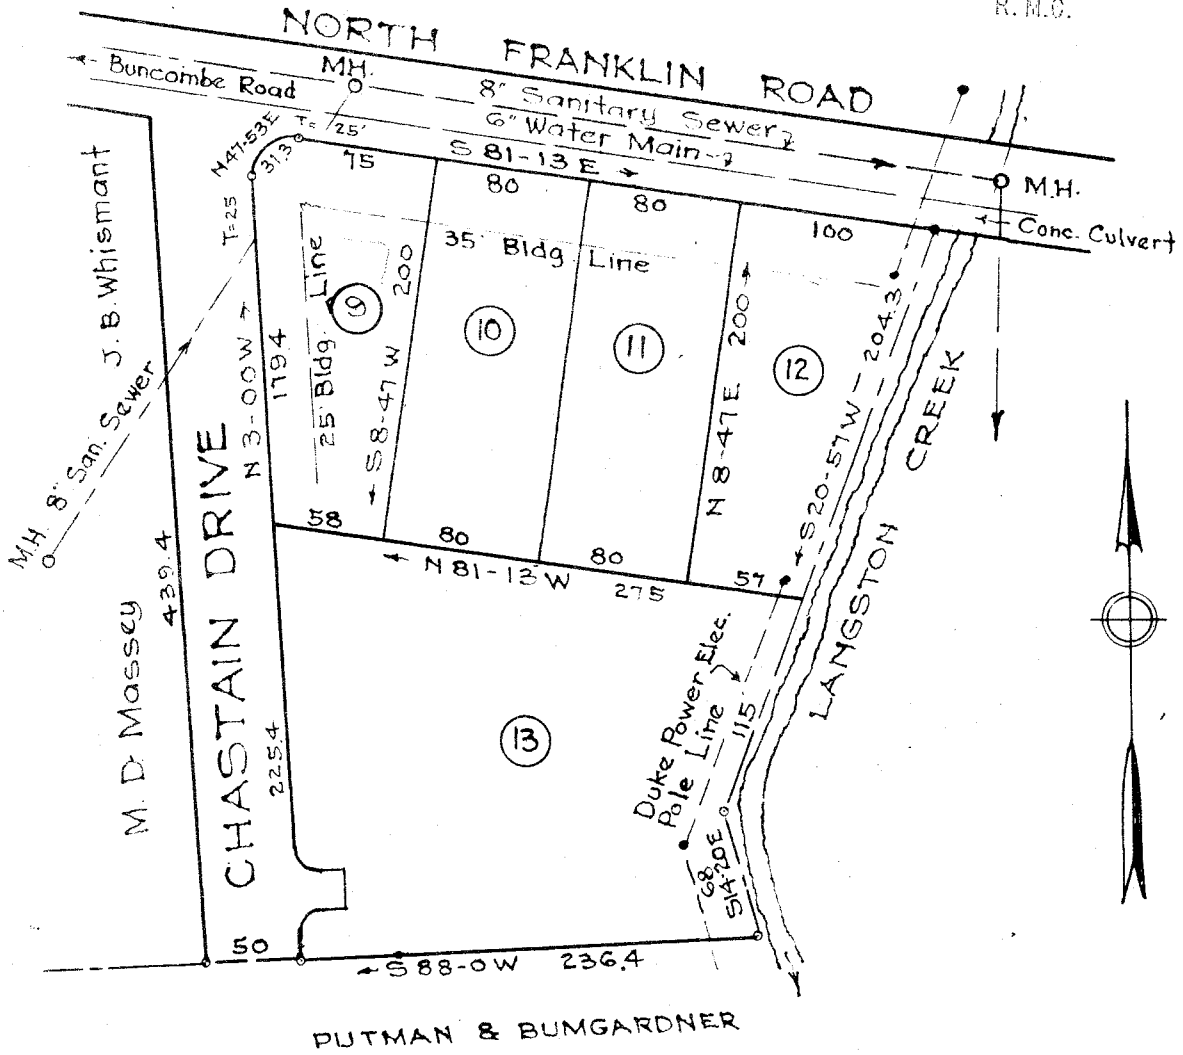 R. M. O.
NORTH FRANKLIN ROAD
Buncombe Road
M.H.
8" Sanitary Sewer
6" Water Main
S 81-13 E
N47-53E
31.3
T= 25'
T=25
75
80
80
100
M.H.
Conc. Culvert
35' Bldg. Line
25' Bldg. Line
200
S 8-47 W
9
10
11
12
N 8-47 E 200
S 20-57 W - 204.3
LANGSTON CREEK
J. B. Whismant
M.H. 8" San. Sewer
N 3-00 W
179.4
CHASTAIN DRIVE
439.4
M. D. Massey
58
80
80
57
N 81-13 W 275
225.4
13
Duke Power Elec.
Pole Line
115
68
S14-20E
50
S 88-0 W 236.4
PUTMAN & BUMGARDNER